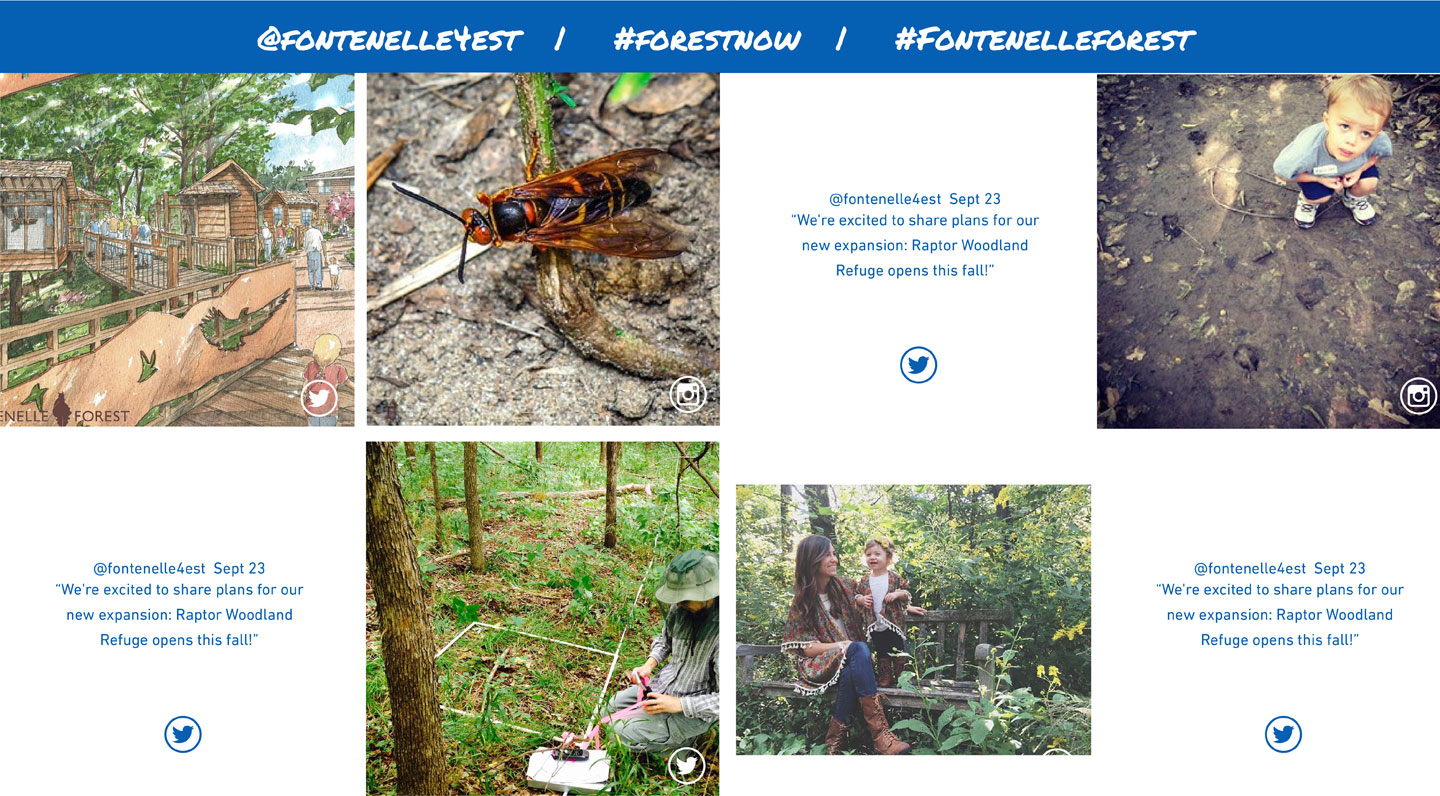 @FONTENELLE4EST | #FORESTNOW | #FONTENELLEFOREST
ENELLE FOREST
@fontenelle4est Sept 23
“We're excited to share plans for our
new expansion: Raptor Woodland
Refuge opens this fall!”
@fontenelle4est Sept 23
“We're excited to share plans for our
new expansion: Raptor Woodland
Refuge opens this fall!”
@fontenelle4est Sept 23
“We're excited to share plans for our
new expansion: Raptor Woodland
Refuge opens this fall!”